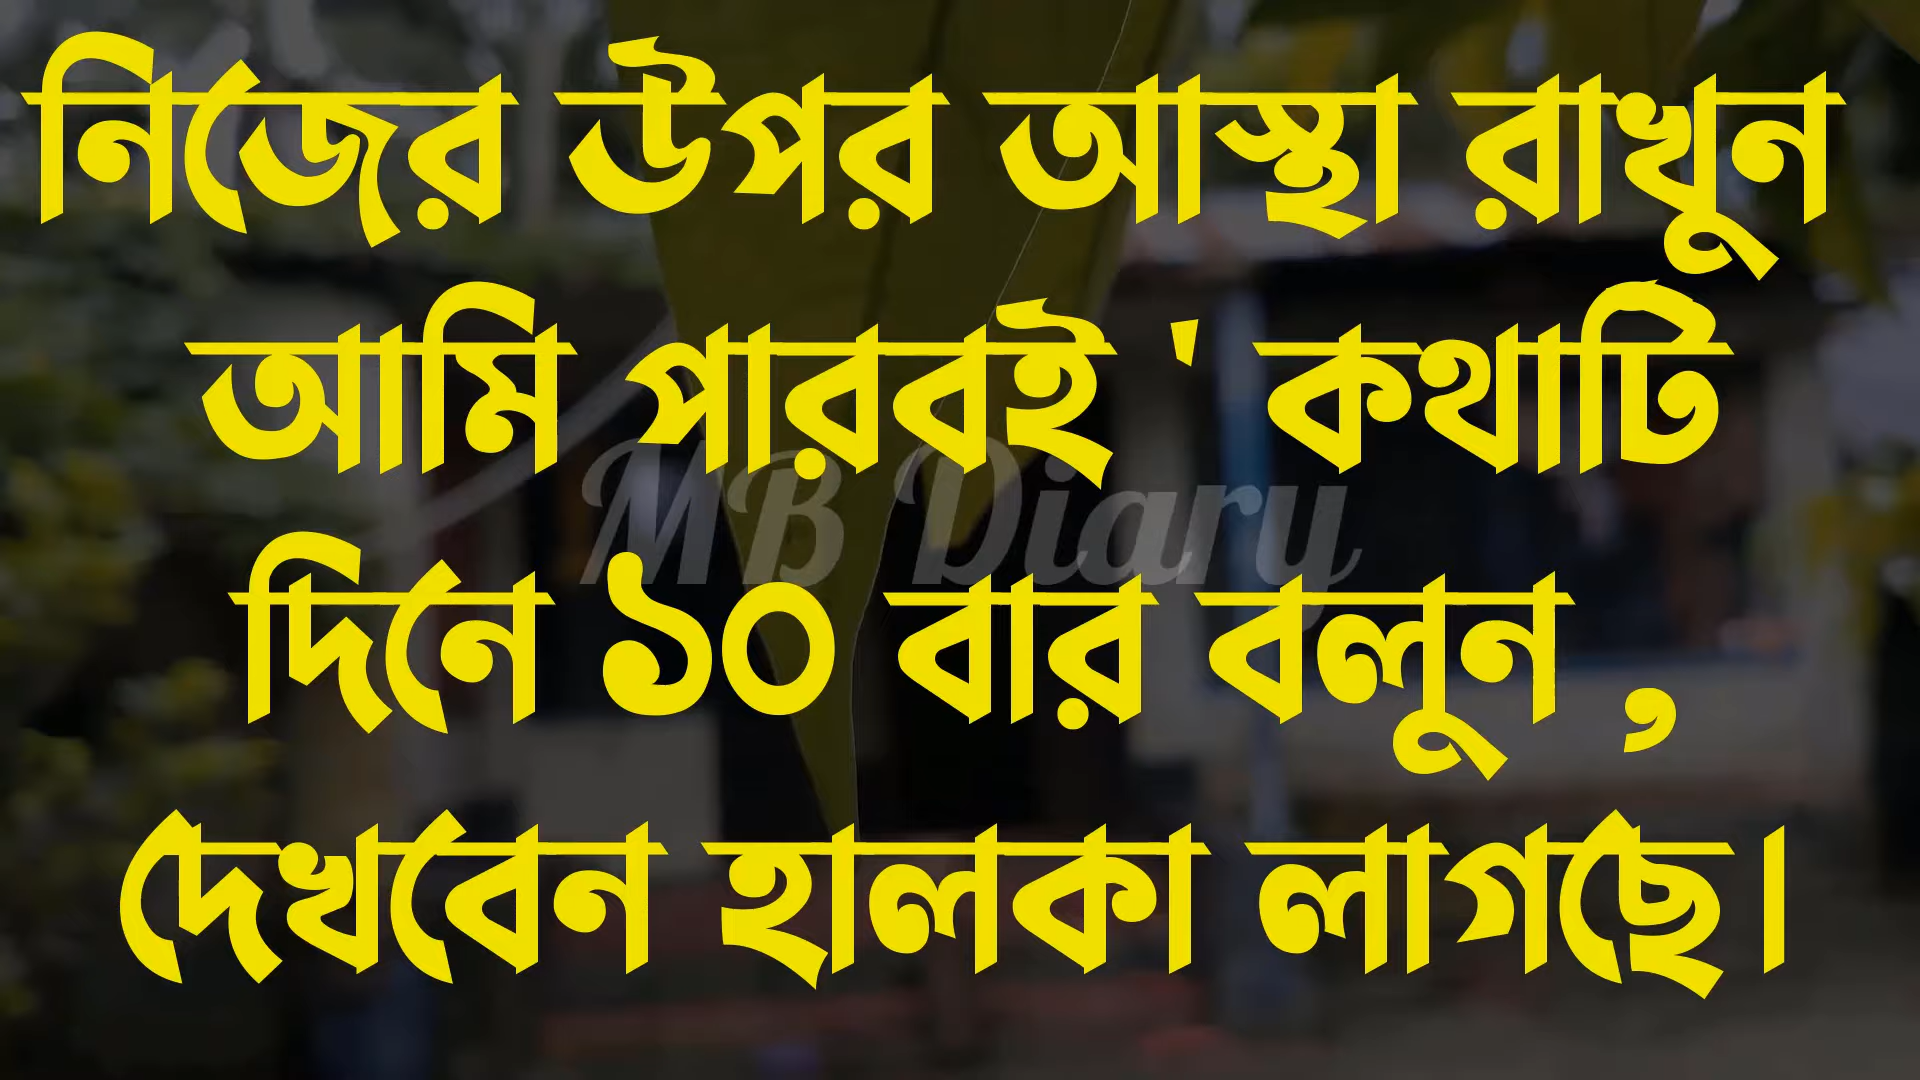 নিজের উপর আস্থা রাখুন
আমি পারবই ' কথাটি
MB Diary
দিনে ১০ বার বলুন ,
দেখবেন হালকা লাগছে।